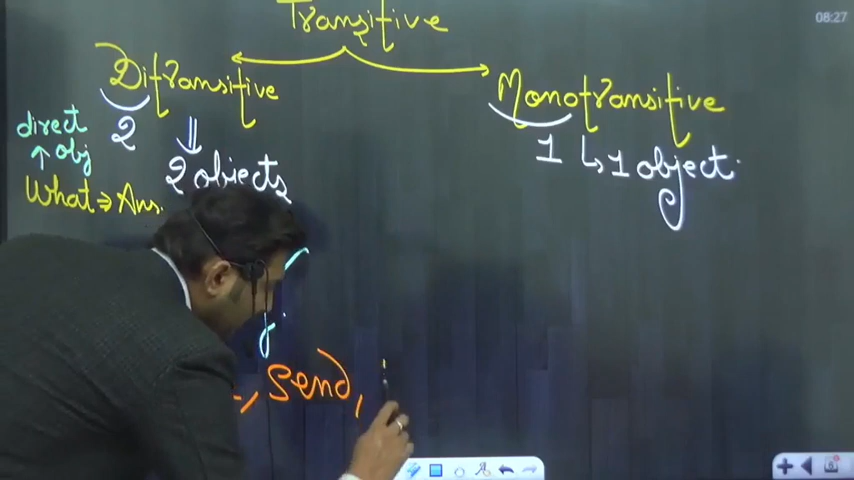 Transitive
08:27
Ditransitive
Monotransitive
direct
obj
2
1
1 object
2 objects
What ⇒ Ans.
, send,